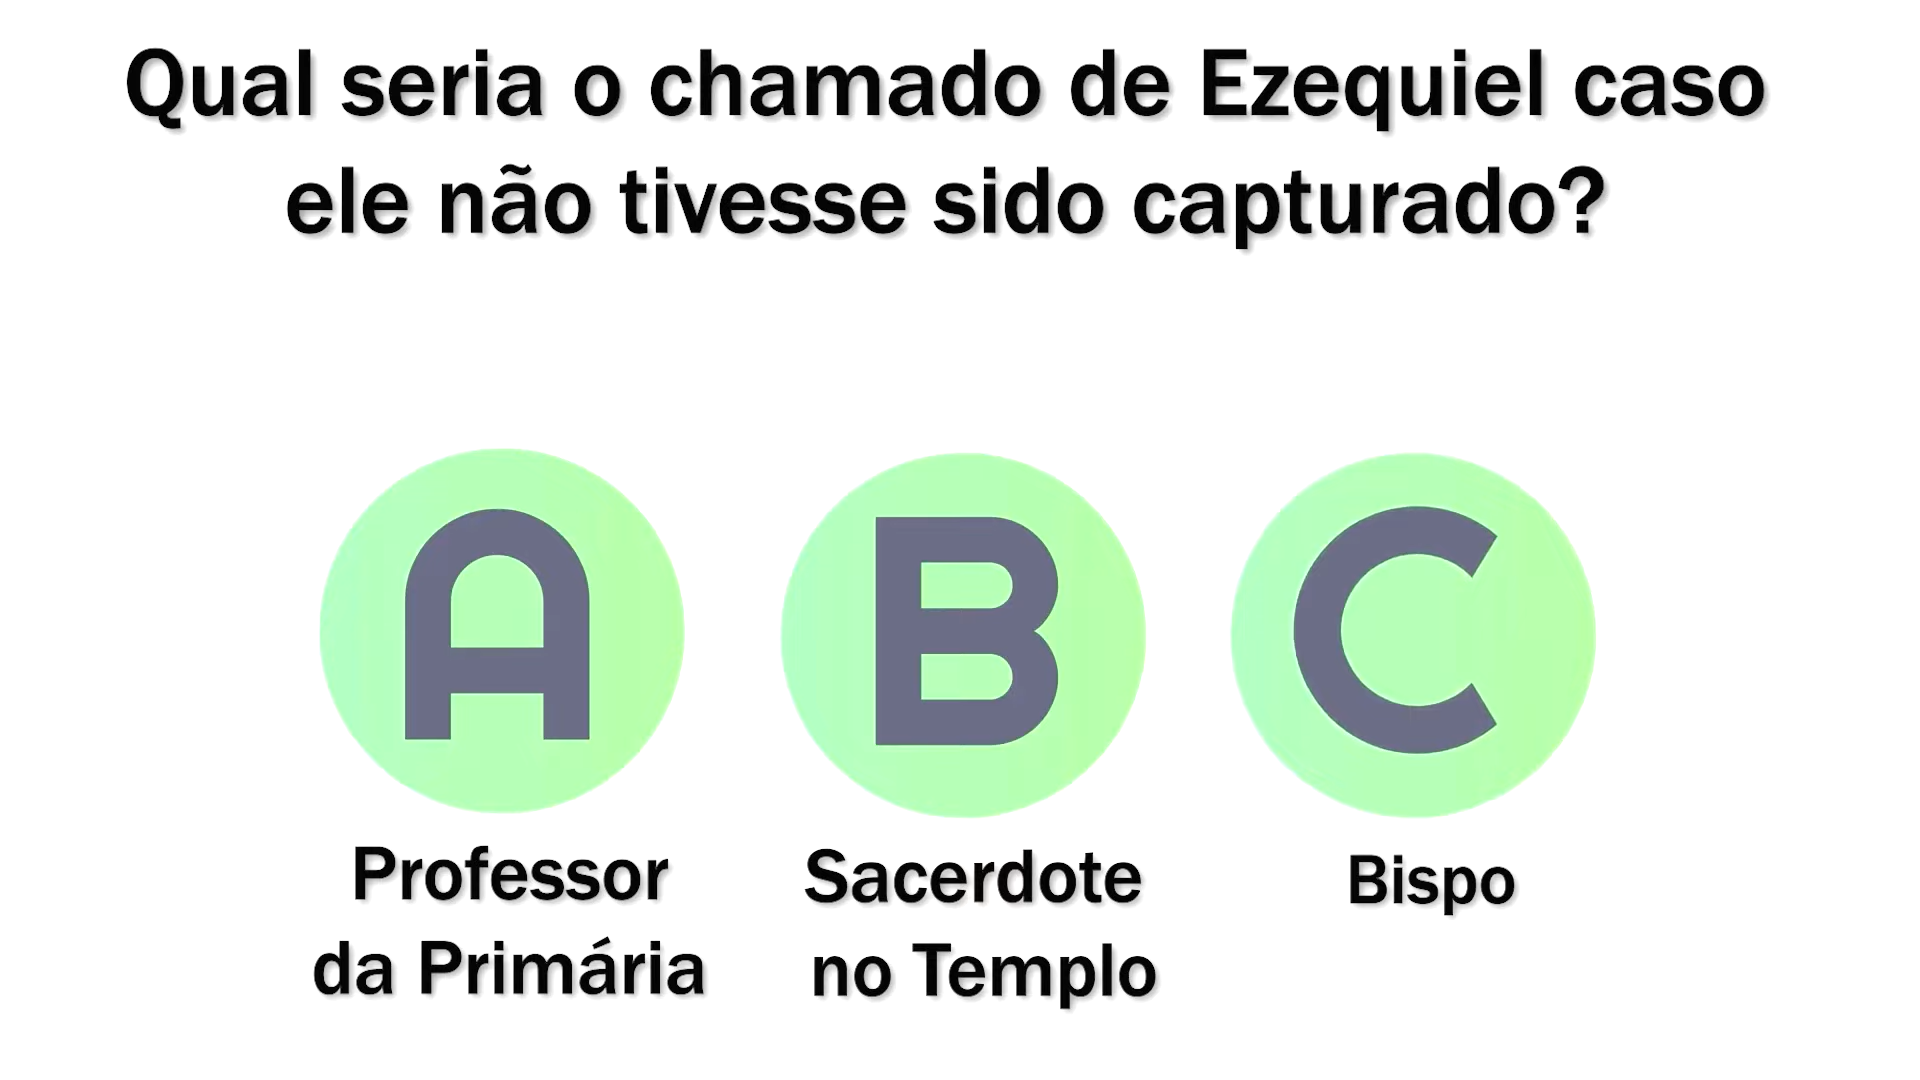 Qual seria o chamado de Ezequiel caso
ele não tivesse sido capturado?
A
B
C
Professor
da Primária
Sacerdote
no Templo
Bispo